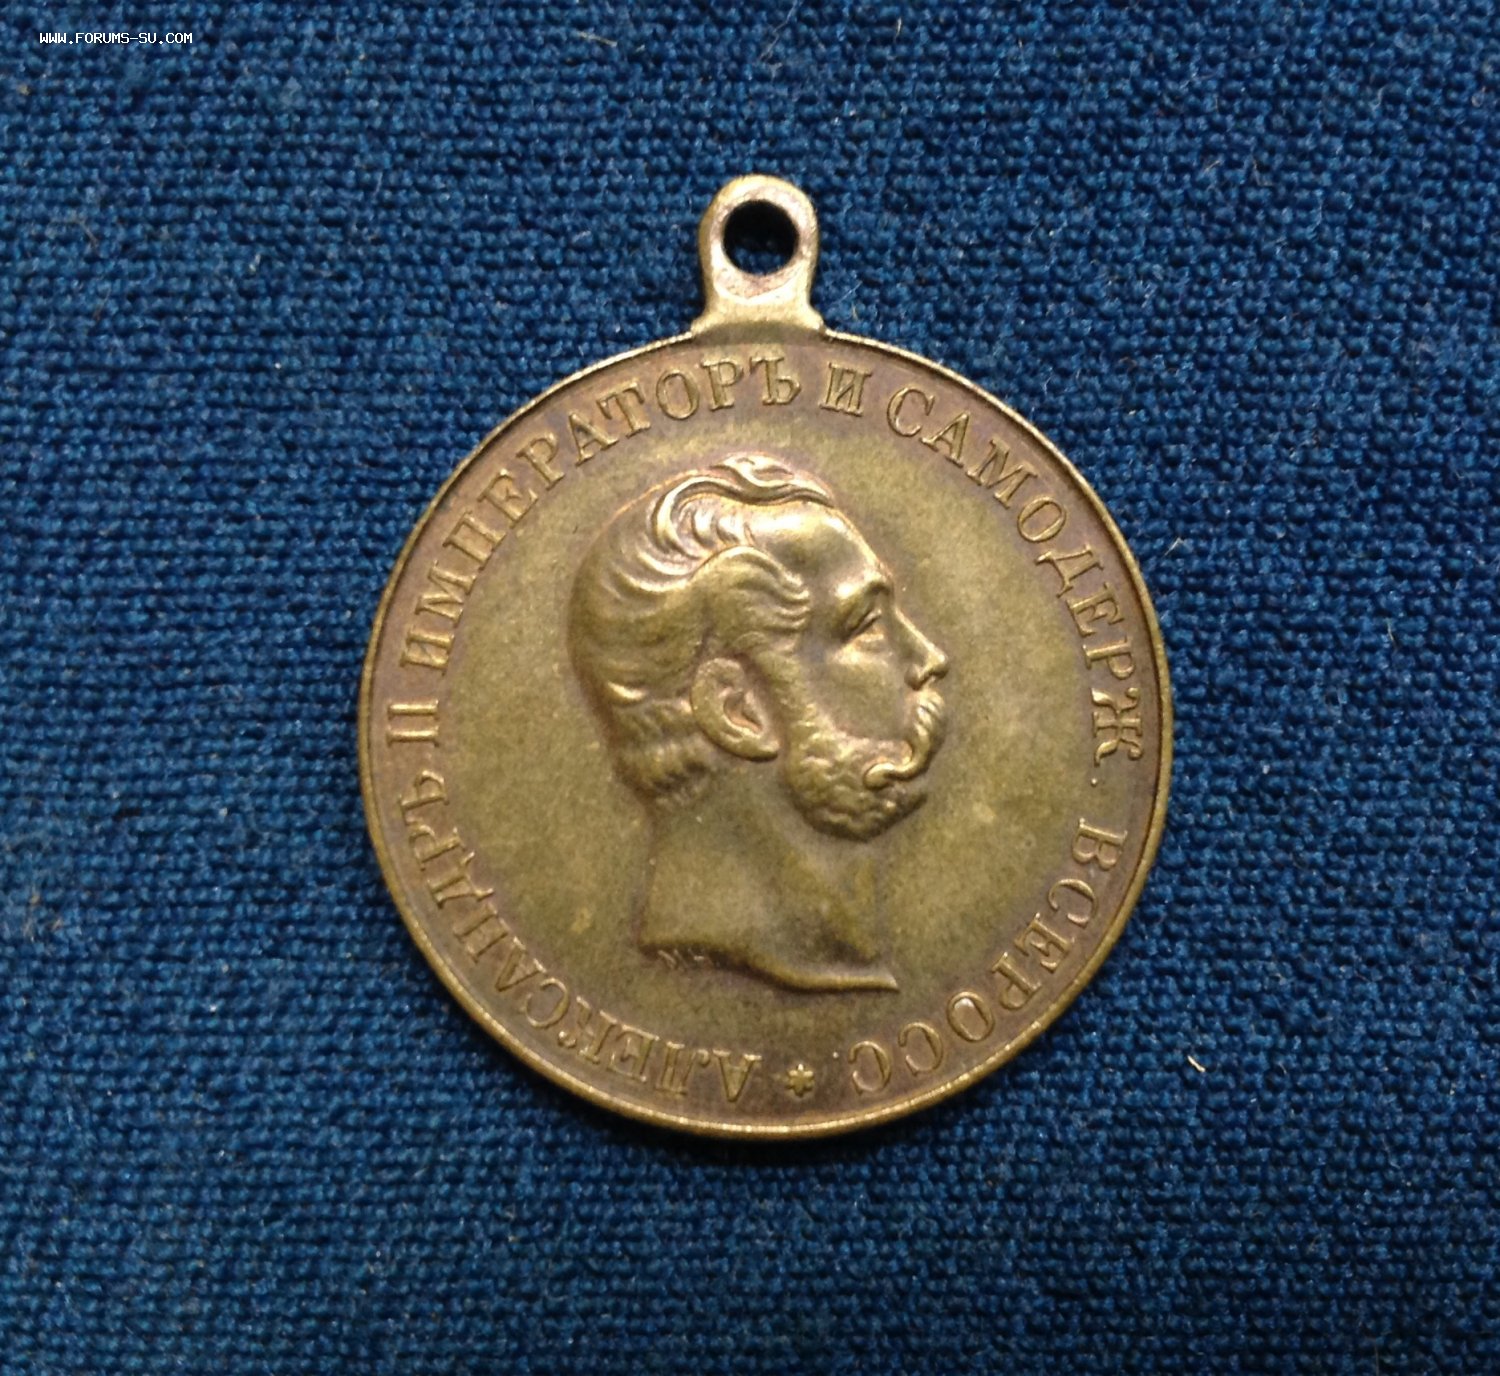 WWW.FORUMS-SU.COM
АЛЕКСАНДРЪ II ИМПЕРАТОРЪ И САМОДЕРЖ. ВСЕРОСС *